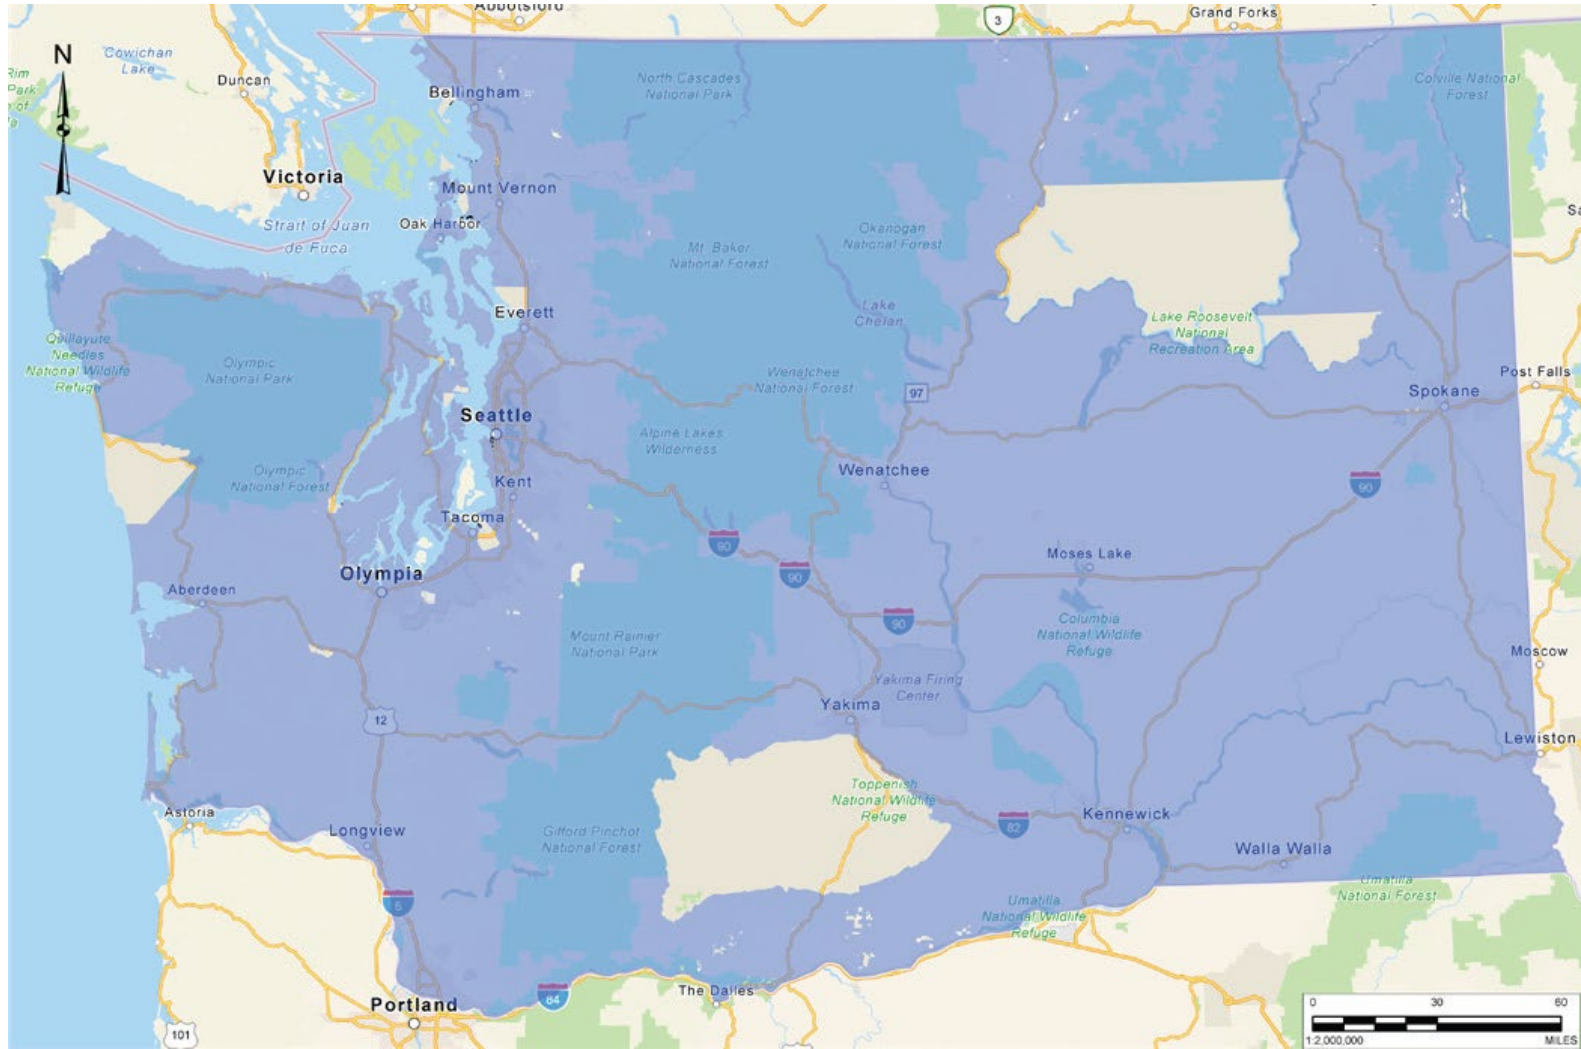 Abbotsford
Grand Forks
3
N
Cowichan
Lake
Duncan
North Cascades
National Park
Colville National
Forest
Rim
Park
e of
Bellingham
Victoria
Mount Vernon
Strait of Juan
de Fuca
Oak Harbor
Okanogan
National Forest
Mt. Baker
National Forest
Lake
Chelan
Everett
Lake Roosevelt
National
Recreation Area
Quillayute
Needles
National Wildlife
Refuge
Olympic
National Park
Wenatchee
National Forest
97
Post Falls
Spokane
Seattle
Alpine Lakes
Wilderness
Olympic
National Forest
Kent
Wenatchee
90
Tacoma
90
Moses Lake
Olympia
90
Aberdeen
90
Columbia
National Wildlife
Refuge
Mount Rainier
National Park
Moscow
Yakima Firing
Center
Yakima
12
Lewiston
Toppenish
National Wildlife
Refuge
Astoria
Longview
Gifford Pinchot
National Forest
82
Kennewick
Walla Walla
Umatilla
National Forest
5
Umatilla
National Wildlife
Refuge
84
The Dalles
Portland
101
0 30 60
1:2,000,000 MILES